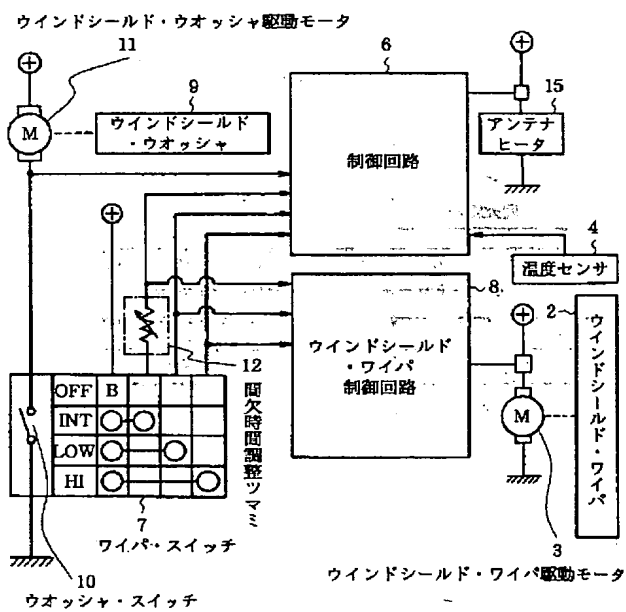 ウインドシールド・ウオッシャ駆動モータ
11
6
9
M
ウインドシールド
・ウオッシャ
15
アンテナ
ヒータ
制御回路
4
温度センサ
8
2
ウインドシールド・ワイパ
12
ウインドシールド
・ワイパ
制御回路
M
間欠時間調整ツマミ
OFF B
INT
LOW
HI
7
ワイパ・スイッチ
3
10
ウインドシールド・ワイパ駆動モータ
ウオッシャ・スイッチ